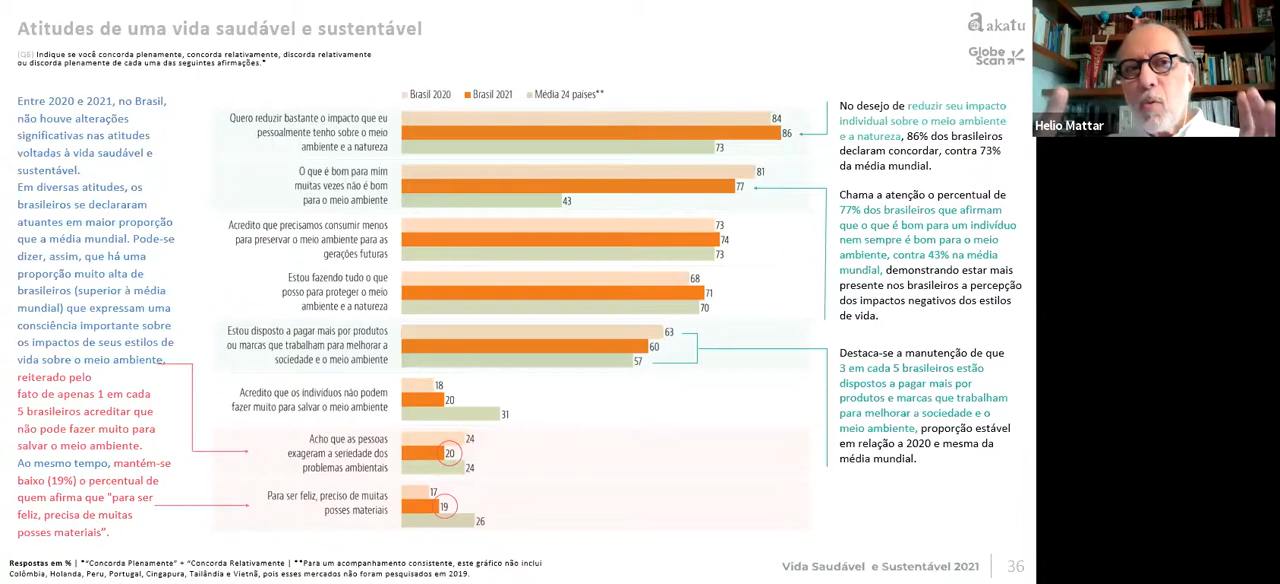 Atitudes de uma vida saudável e sustentável
(Q5) Indique se você concorda plenamente, concorda relativamente, discorda relativamente
ou discorda plenamente de cada uma das seguintes afirmações.*
akatu
Globe
Scan
Helio Mattar
Entre 2020 e 2021, no Brasil,
não houve alterações
significativas nas atitudes
voltadas à vida saudável e
sustentável.
Em diversas atitudes, os
brasileiros se declararam
atuantes em maior proporção
que a média mundial. Pode-se
dizer, assim, que há uma
proporção muito alta de
brasileiros (superior à média
mundial) que expressam uma
consciência importante sobre
os impactos de seus estilos de
vida sobre o meio ambiente,
reiterado pelo
fato de apenas 1 em cada
5 brasileiros acreditar que
não pode fazer muito para
salvar o meio ambiente.
Ao mesmo tempo, mantém-se
baixo (19%) o percentual de
quem afirma que "para ser
feliz, precisa de muitas
posses materiais".
Brasil 2020 Brasil 2021 Média 24 países**
Quero reduzir bastante o impacto que eu
pessoalmente tenho sobre o meio
ambiente e a natureza
84
86
73
O que é bom para mim
muitas vezes não é bom
para o meio ambiente
81
77
43
Acredito que precisamos consumir menos
para preservar o meio ambiente para as
gerações futuras
73
74
73
Estou fazendo tudo o que
posso para proteger o meio
ambiente e a natureza
68
71
70
Estou disposto a pagar mais por produtos
ou marcas que trabalham para melhorar a
sociedade e o meio ambiente
63
60
57
Acredito que os indivíduos não podem
fazer muito para salvar o meio ambiente
18
20
31
Acho que as pessoas
exageram a seriedade dos
problemas ambientais
24
20
24
Para ser feliz, preciso de muitas
posses materiais
17
19
26
No desejo de reduzir seu impacto
individual sobre o meio ambiente
e a natureza, 86% dos brasileiros
declaram concordar, contra 73%
da média mundial.
Chama a atenção o percentual de
77% dos brasileiros que afirmam
que o que é bom para um indivíduo
nem sempre é bom para o meio
ambiente, contra 43% na média
mundial, demonstrando estar mais
presente nos brasileiros a percepção
dos impactos negativos dos estilos
de vida.
Destaca-se a manutenção de que
3 em cada 5 brasileiros estão
dispostos a pagar mais por
produtos e marcas que trabalham
para melhorar a sociedade e o
meio ambiente, proporção estável
em relação a 2020 e mesma da
média mundial.
Respostas em % | *"Concorda Plenamente" + "Concorda Relativamente | **Para um acompanhamento consistente, este gráfico não inclui
Colômbia, Holanda, Peru, Portugal, Cingapura, Tailândia e Vietnã, pois esses mercados não foram pesquisados em 2019.
Vida Saudável e Sustentável 2021 36